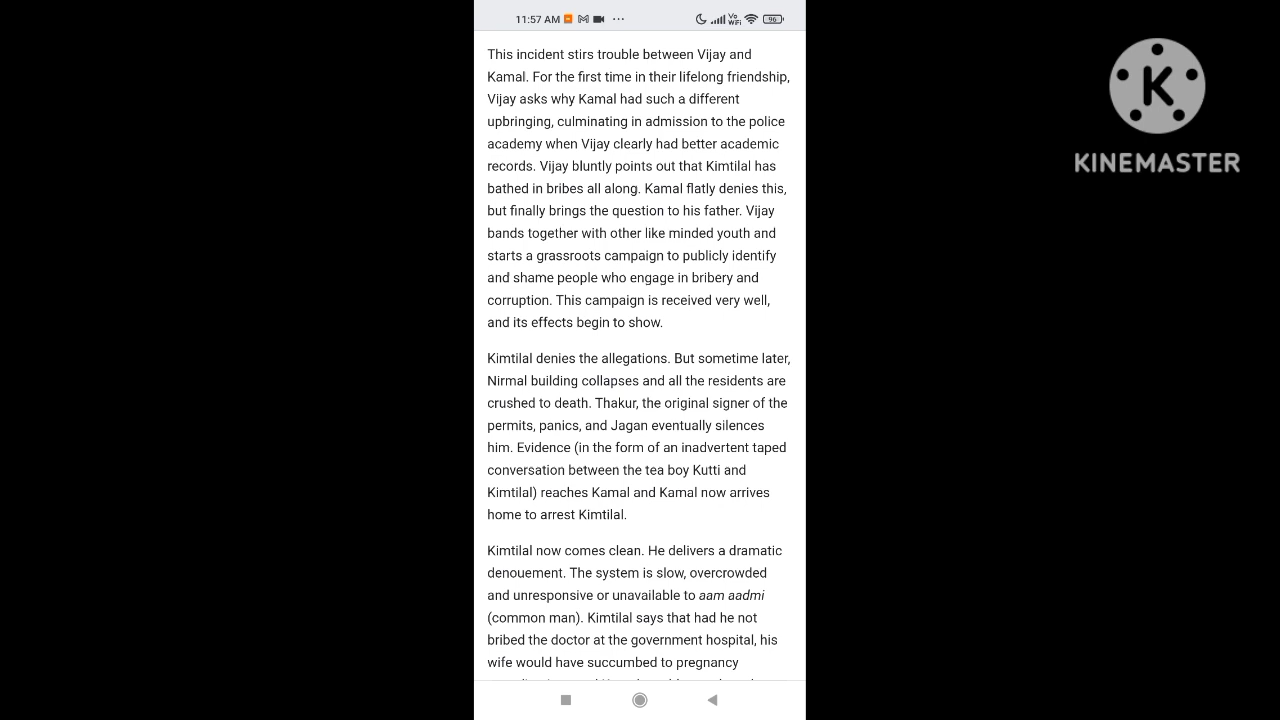 11:57 AM
Vo
WiFi
96
K
KINEMASTER
This incident stirs trouble between Vijay and
Kamal. For the first time in their lifelong friendship,
Vijay asks why Kamal had such a different
upbringing, culminating in admission to the police
academy when Vijay clearly had better academic
records. Vijay bluntly points out that Kimtilal has
bathed in bribes all along. Kamal flatly denies this,
but finally brings the question to his father. Vijay
bands together with other like minded youth and
starts a grassroots campaign to publicly identify
and shame people who engage in bribery and
corruption. This campaign is received very well,
and its effects begin to show.
Kimtilal denies the allegations. But sometime later,
Nirmal building collapses and all the residents are
crushed to death. Thakur, the original signer of the
permits, panics, and Jagan eventually silences
him. Evidence (in the form of an inadvertent taped
conversation between the tea boy Kutti and
Kimtilal) reaches Kamal and Kamal now arrives
home to arrest Kimtilal.
Kimtilal now comes clean. He delivers a dramatic
denouement. The system is slow, overcrowded
and unresponsive or unavailable to aam aadmi
(common man). Kimtilal says that had he not
bribed the doctor at the government hospital, his
wife would have succumbed to pregnancy